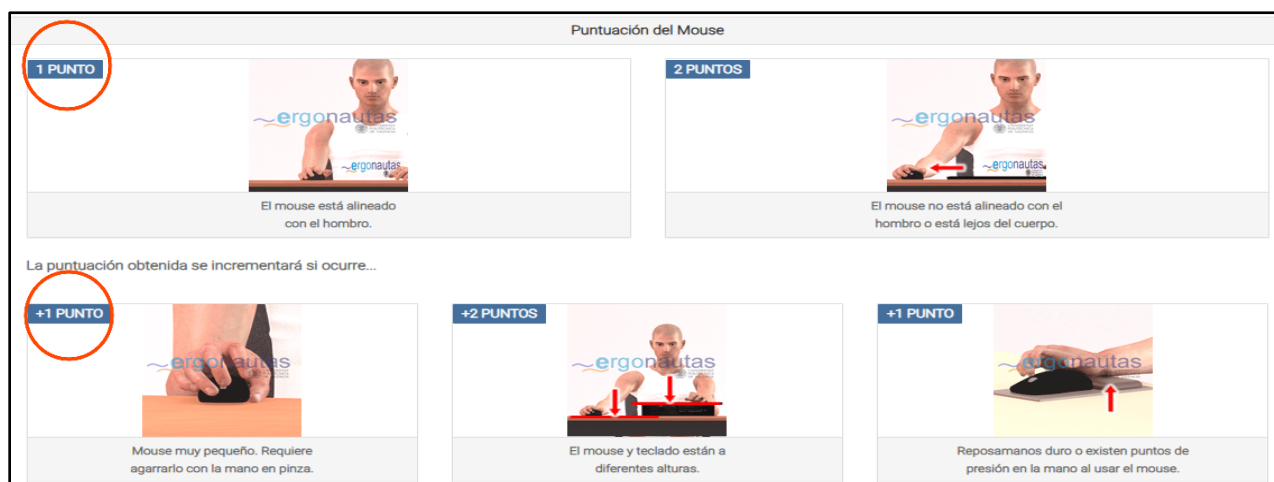 Puntuación del Mouse
1 PUNTO
2 PUNTOS
~ergonautas
~ergonautas
~ergonautas
~ergonautas
El mouse está alineado
con el hombro.
El mouse no está alineado con el
hombro o está lejos del cuerpo.
La puntuación obtenida se incrementará si ocurre...
+1 PUNTO
+2 PUNTOS
+1 PUNTO
~ergonautas
~ergonautas
~ergonautas
Mouse muy pequeño. Requiere
agarrarlo con la mano en pinza.
El mouse y teclado están a
diferentes alturas.
Reposamanos duro o existen puntos de
presión en la mano al usar el mouse.